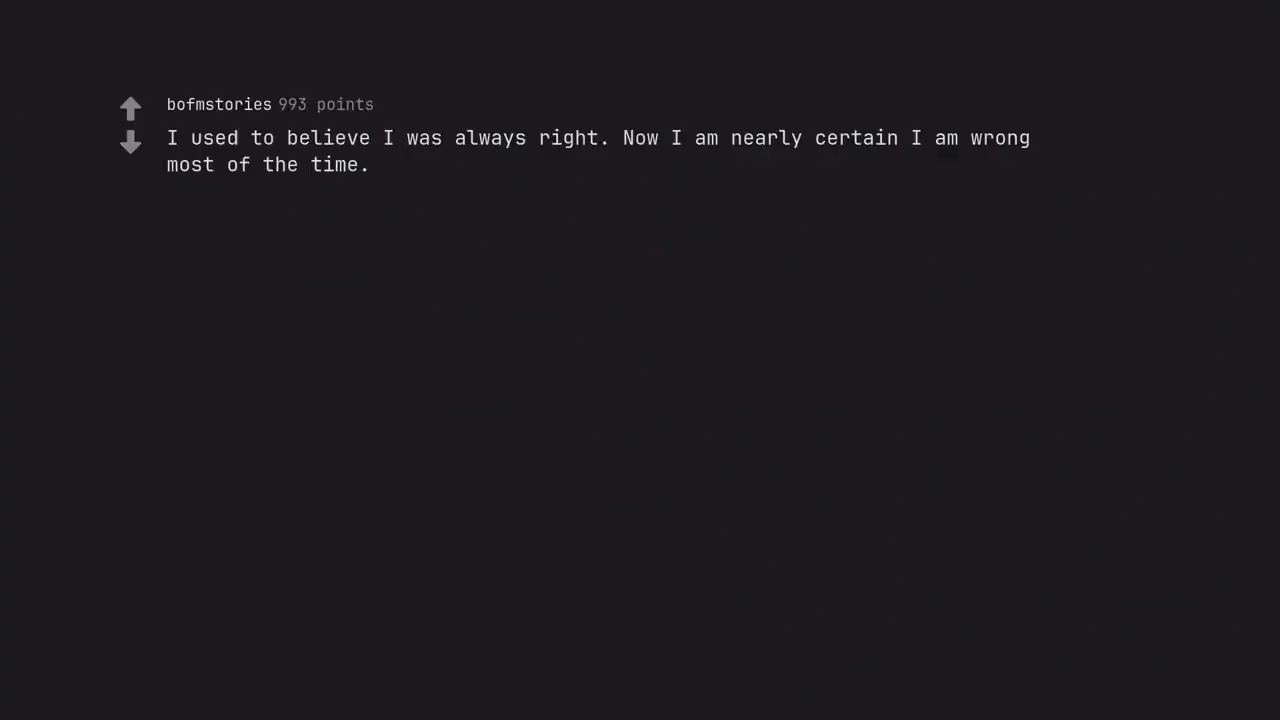 bofmstories 993 points
I used to believe I was always right. Now I am nearly certain I am wrong
most of the time.